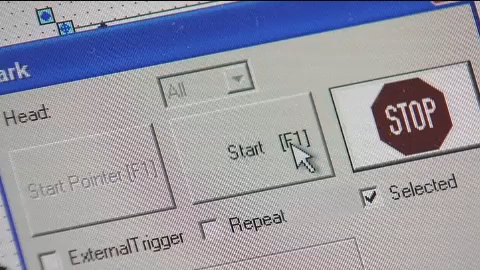 ark
Head:
All
Start Pointer [F1]
Start [F1]
STOP
ExternalTrigger
Repeat
Selected